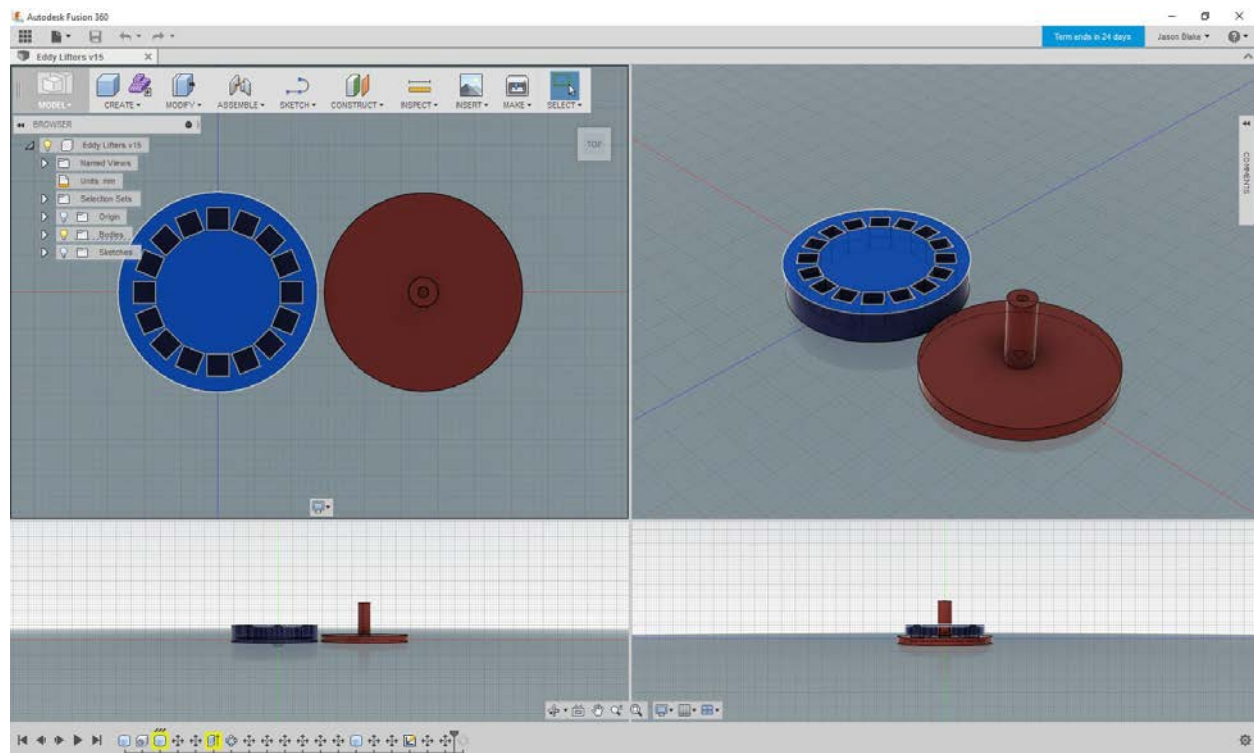 Autodesk Fusion 360
Term ends in 24 days
Jason Blake
Eddy Lifters v15
MODEL
CREATE
MODIFY
ASSEMBLE
SKETCH
CONSTRUCT
INSPECT
INSERT
MAKE
SELECT
BROWSER
Eddy Lifters v15
Named Views
Units: mm
Selection Sets
Origin
Bodies
Sketches
TOP
COMMENTS